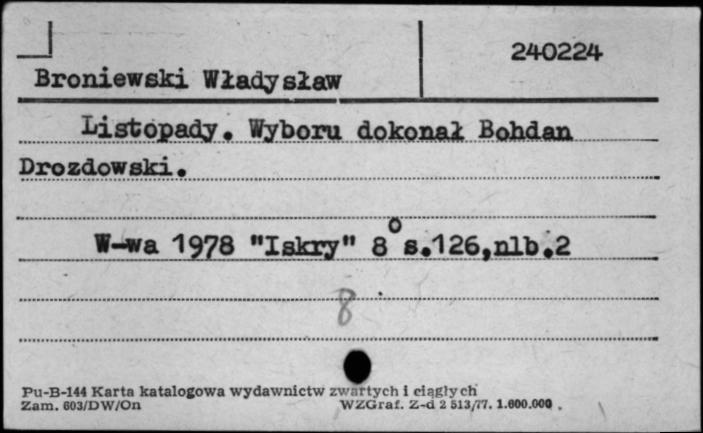 240224
Broniewski Władysław
Listopady. Wyboru dokonał Bohdan
Drozdowski.
W-wa 1978 "Iskry" 8° s.126,nlb.2
8
Pu-B-144 Karta katalogowa wydawnictw zwartych i ciągłych
Zam. 603/DW/On WZGraf. Z-d 2 513/77. 1.600.000